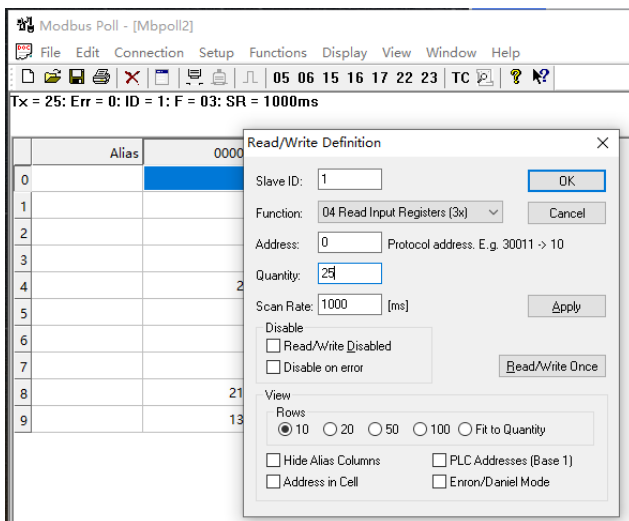 Modbus Poll - [Mbpoll2]
File Edit Connection Setup Functions Display View Window Help
05 06 15 16 17 22 23 TC
Tx = 25: Err = 0: ID = 1: F = 03: SR = 1000ms
Alias 0000
0
1
2
3
4 2
5
6
7
8 21
9 13
Read/Write Definition
Slave ID: 1 OK
Function: 04 Read Input Registers (3x) Cancel
Address: 0 Protocol address. E.g. 30011 -> 10
Quantity: 25
Scan Rate: 1000 [ms] Apply
Disable
Read/Write Disabled
Disable on error Read/Write Once
View
Rows
10 20 50 100 Fit to Quantity
Hide Alias Columns PLC Addresses (Base 1)
Address in Cell Enron/Daniel Mode